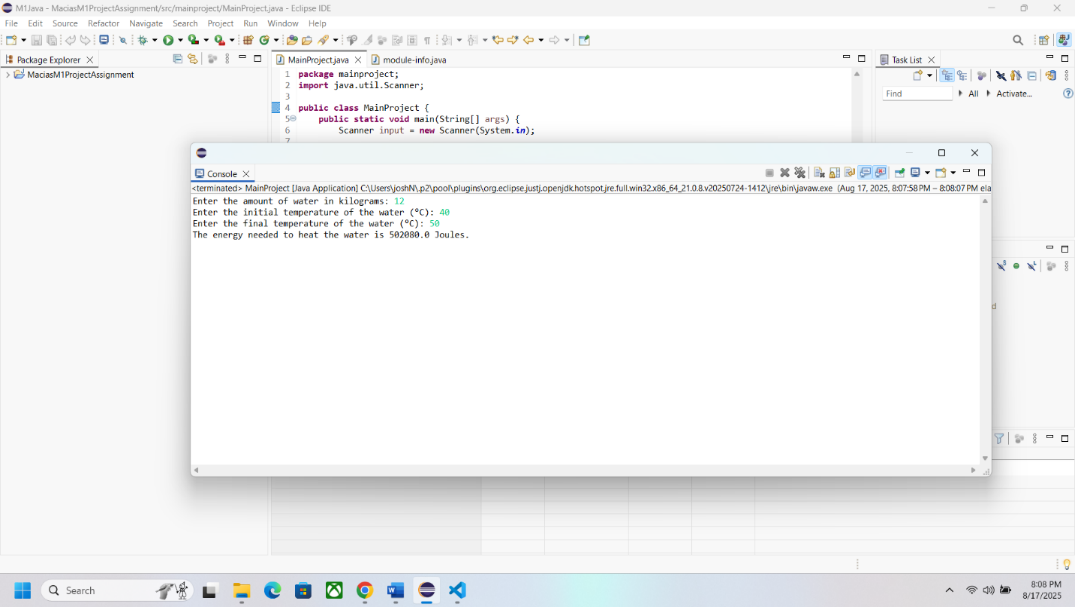 M1Java - MaciasM1ProjectAssignment/src/mainproject/MainProject.java - Eclipse IDE
File Edit Source Refactor Navigate Search Project Run Window Help
Package Explorer
MaciasM1ProjectAssignment
MainProject.java module-info.java
1 package mainproject;
2 import java.util.Scanner;
3
4 public class MainProject {
5 public static void main(String[] args) {
6 Scanner input = new Scanner(System.in);
Task List
Find All Activate...
Console
<terminated> MainProject [Java Application] C:\Users\joshN\.p2\pool\plugins\org.eclipse.justj.openjdk.hotspot.jre.full.win32.x86_64_21.0.8.v20250724-1412\jre\bin\javaw.exe (Aug 17, 2025, 8:07:58 PM – 8:08:07 PM ela
Enter the amount of water in kilograms: 12
Enter the initial temperature of the water (°C): 40
Enter the final temperature of the water (°C): 50
The energy needed to heat the water is 502080.0 Joules.
Search
8:08 PM
8/17/2025